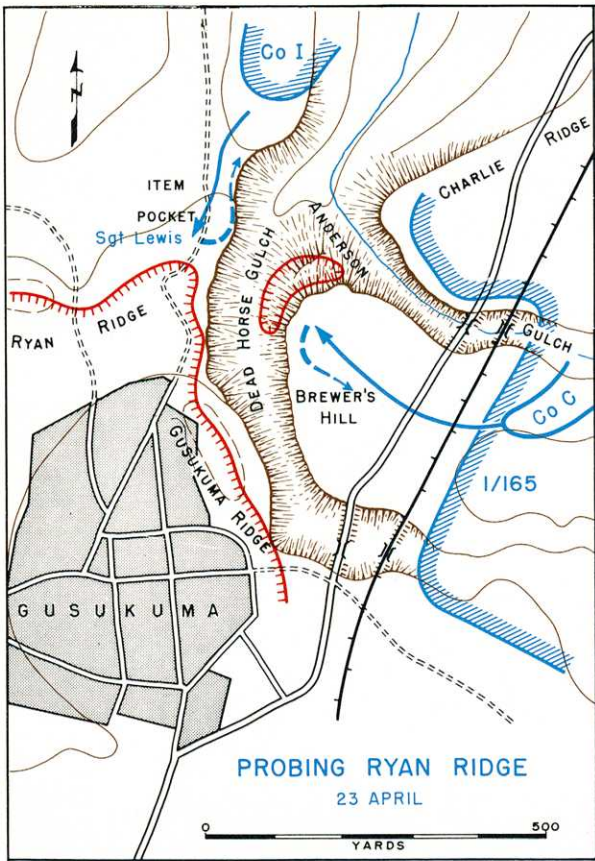 Co I
N
CHARLIE RIDGE
ITEM
POCKET
Sgt Lewis
ANDERSON GULCH
DEAD HORSE GULCH
RYAN RIDGE
BREWER'S
HILL
Co C
1/165
GUSUKUMA RIDGE
GUSUKUMA
PROBING RYAN RIDGE
23 APRIL
0 500
YARDS